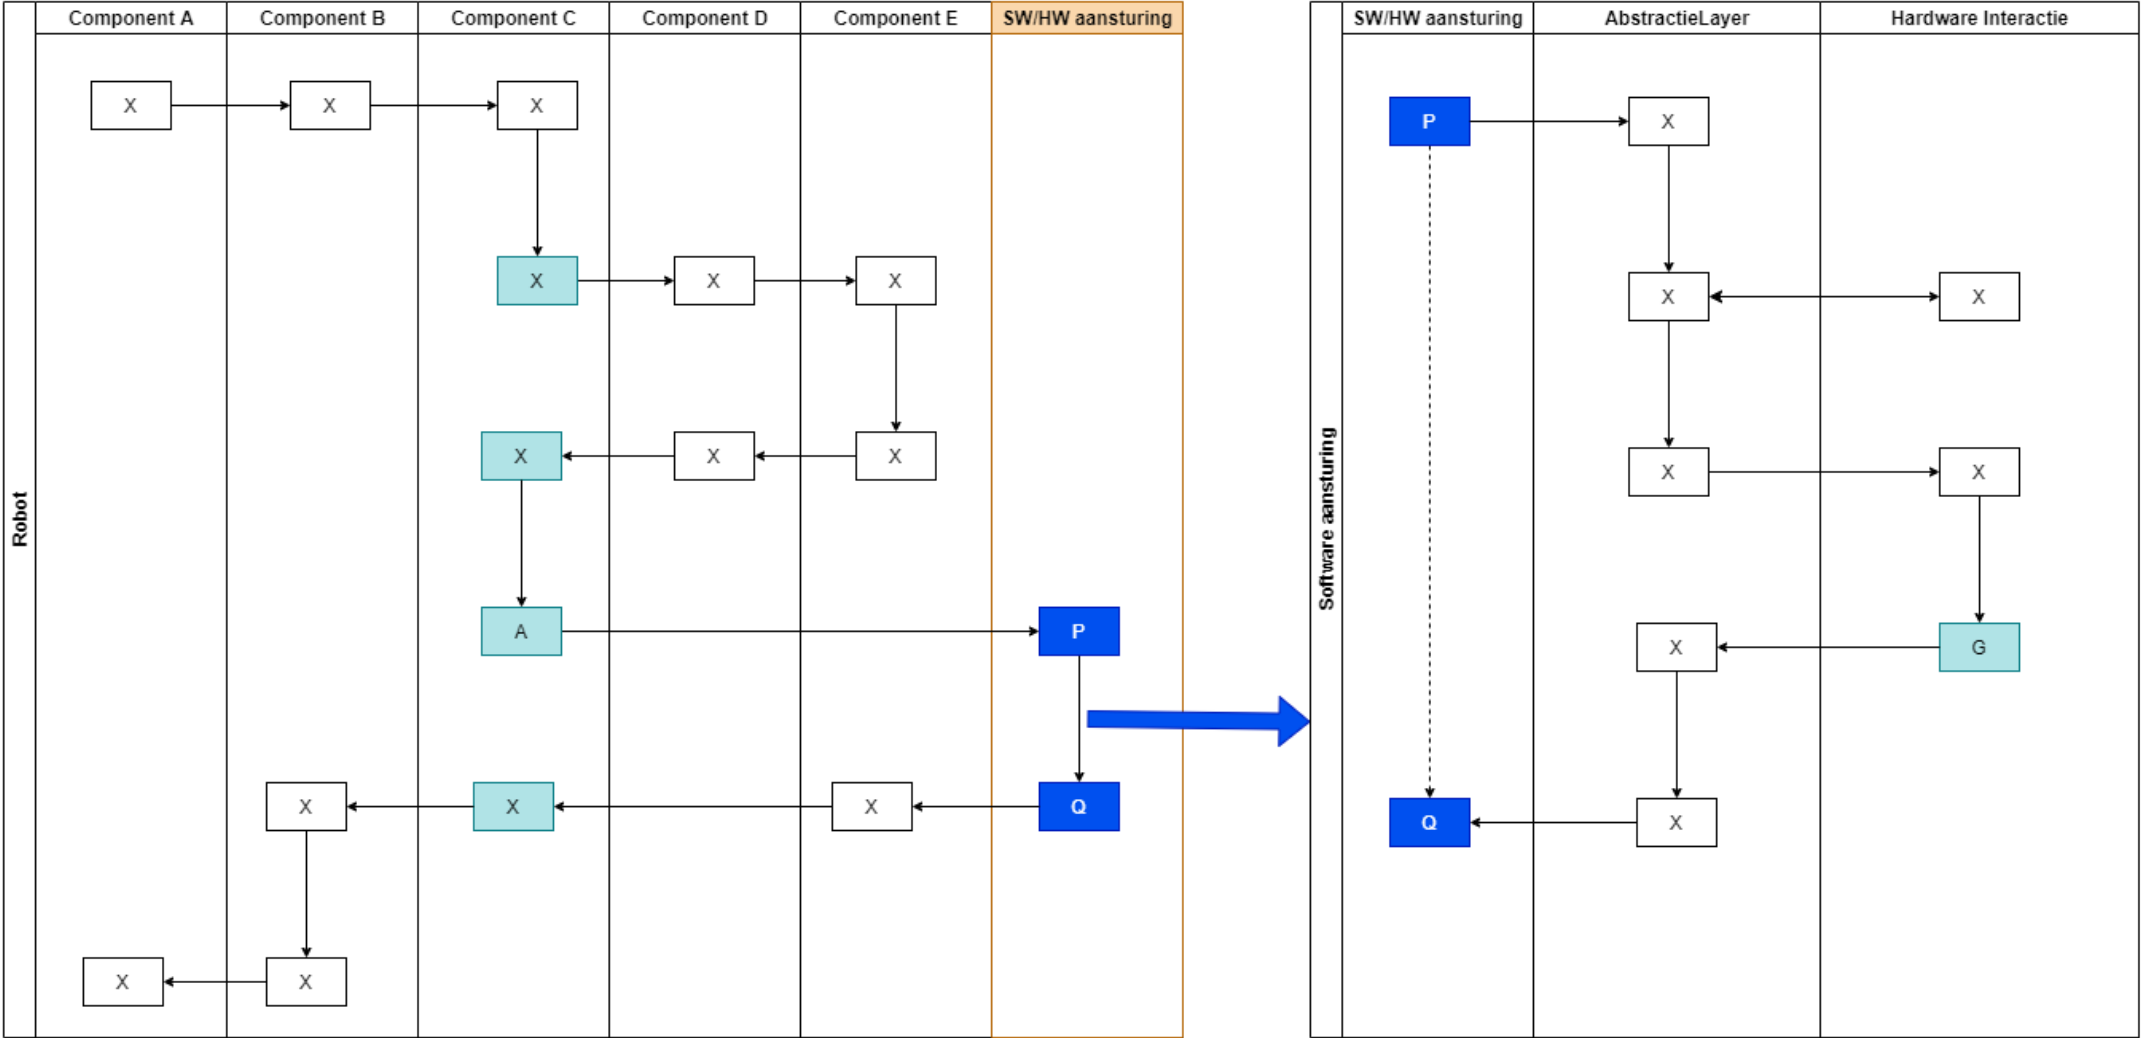 Component A Component B Component C Component D Component E SW/HW aansturing
Robot
X X X
X X X
X X X
A P
X X X Q
X X
SW/HW aansturing AbstractieLayer Hardware Interactie
Software aansturing
P X
X X
X X
X G
Q X